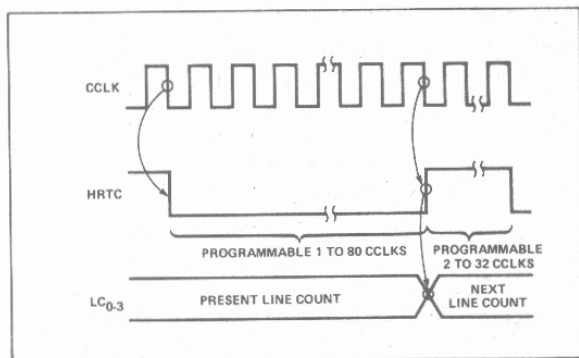 CCLK
HRTC
PROGRAMMABLE 1 TO 80 CCLKS
PROGRAMMABLE
2 TO 32 CCLKS
LC0-3
PRESENT LINE COUNT
NEXT
LINE COUNT